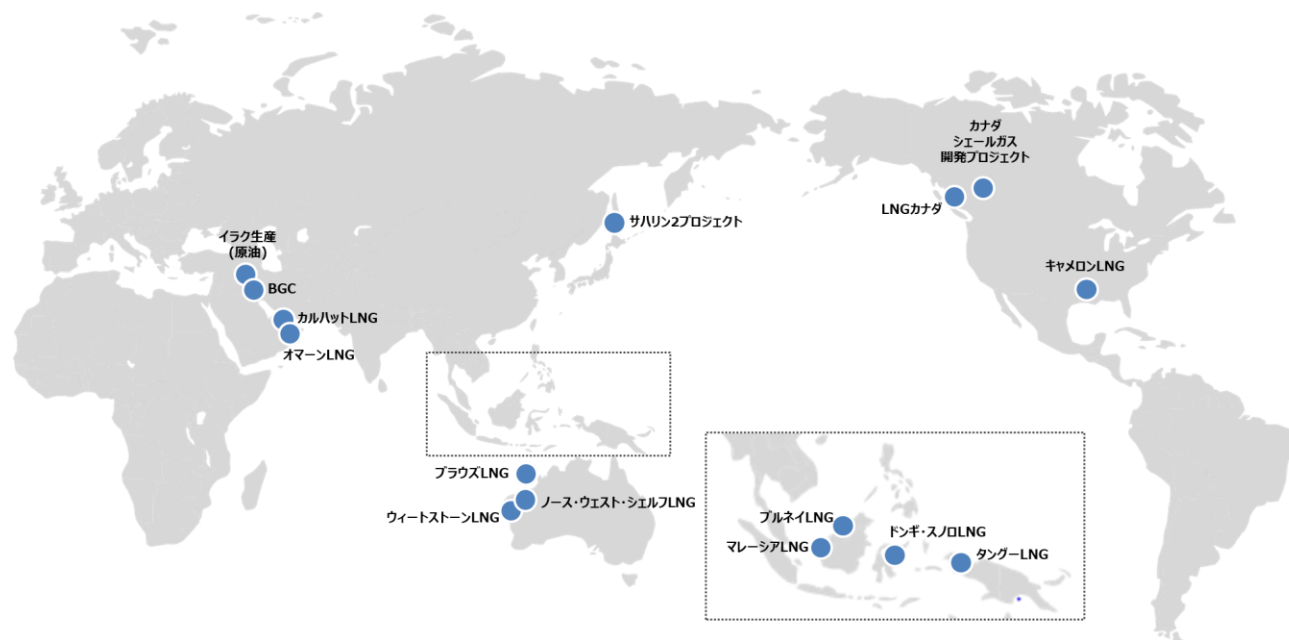 カナダ
シェールガス
開発プロジェクト
LNGカナダ
サハリン2プロジェクト
イラク生産
(原油)
BGC
キャメロンLNG
カルハットLNG
オマーンLNG
ブラウズLNG
ノース・ウェスト・シェルフLNG
ウィートストーンLNG
ブルネイLNG
ドンギ・スノロLNG
マレーシアLNG
タングーLNG